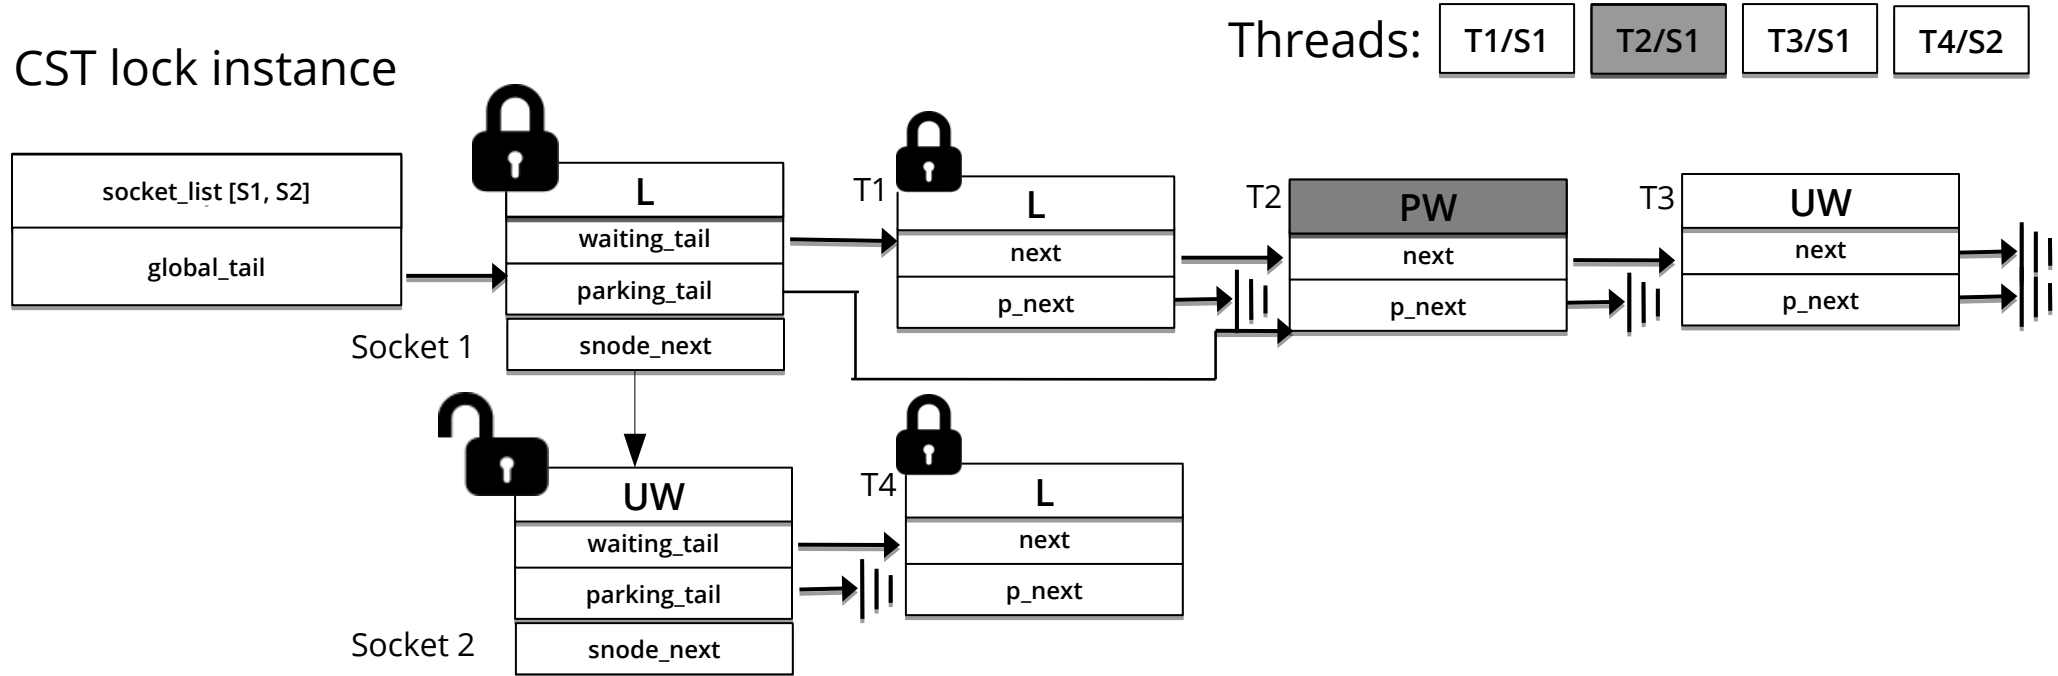 Threads:
T1/S1
T2/S1
T3/S1
T4/S2
CST lock instance
socket_list [S1, S2]
global_tail
L
waiting_tail
parking_tail
snode_next
Socket 1
T1
L
next
p_next
T2
PW
next
p_next
T3
UW
next
p_next
UW
waiting_tail
parking_tail
snode_next
Socket 2
T4
L
next
p_next